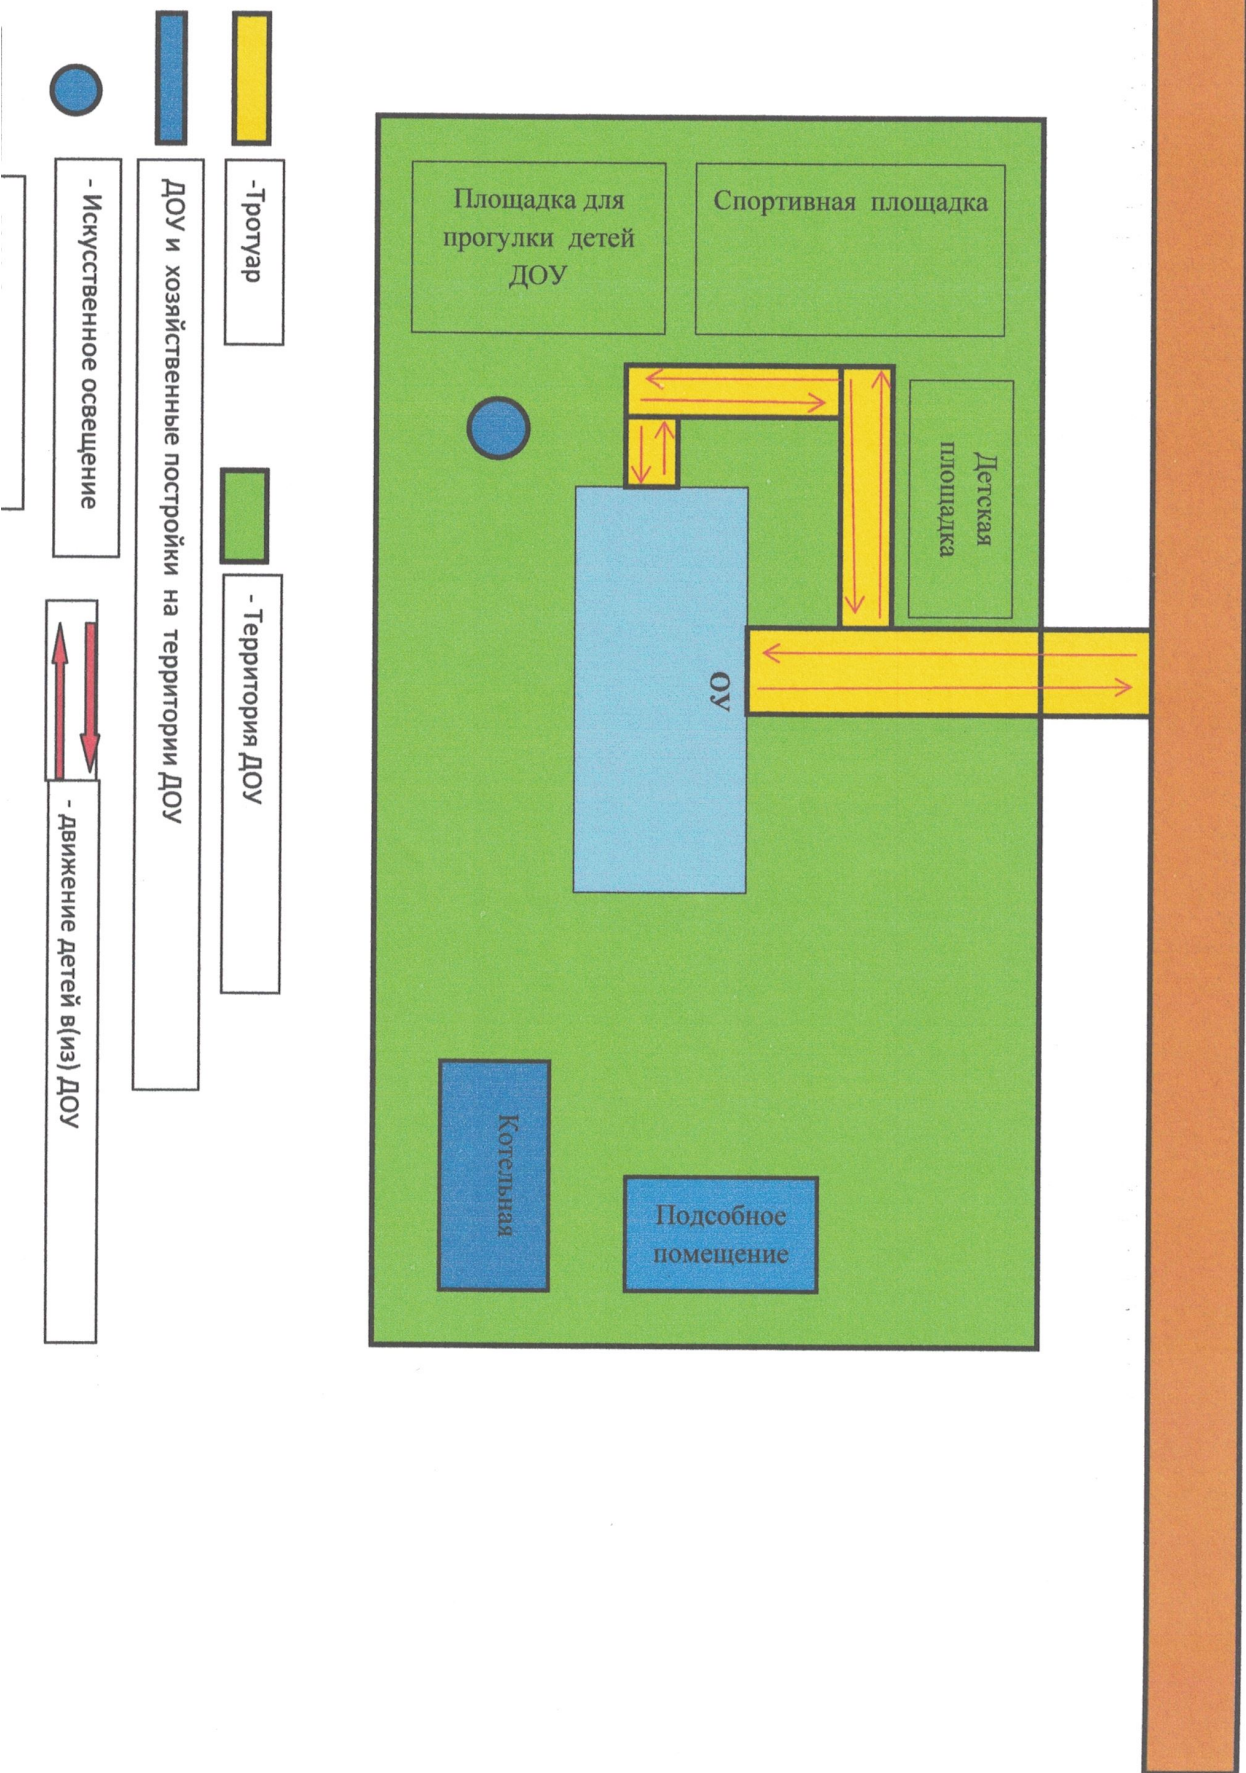 Площадка для
прогулки детей
ДОУ
Спортивная площадка
Детская
площадка
ОУ
Котельная
Подсобное
помещение
-Тротуар
- Территория ДОУ
ДОУ и хозяйственные постройки на территории ДОУ
- Искусственное освещение
- движение детей в(из) ДОУ